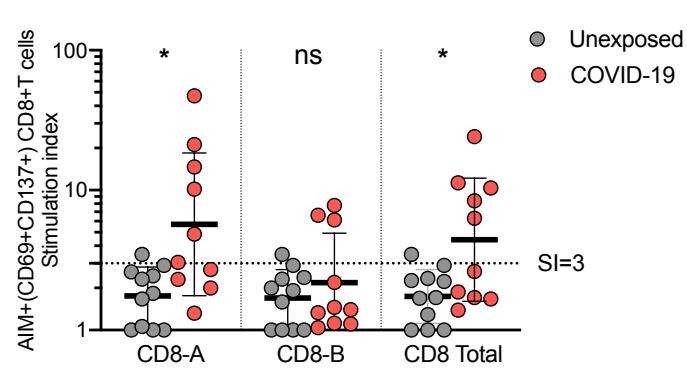 AIM+(CD69+CD137+) CD8+T cells
Stimulation index
100
10
1
*
ns
*
Unexposed
COVID-19
SI=3
CD8-A
CD8-B
CD8 Total